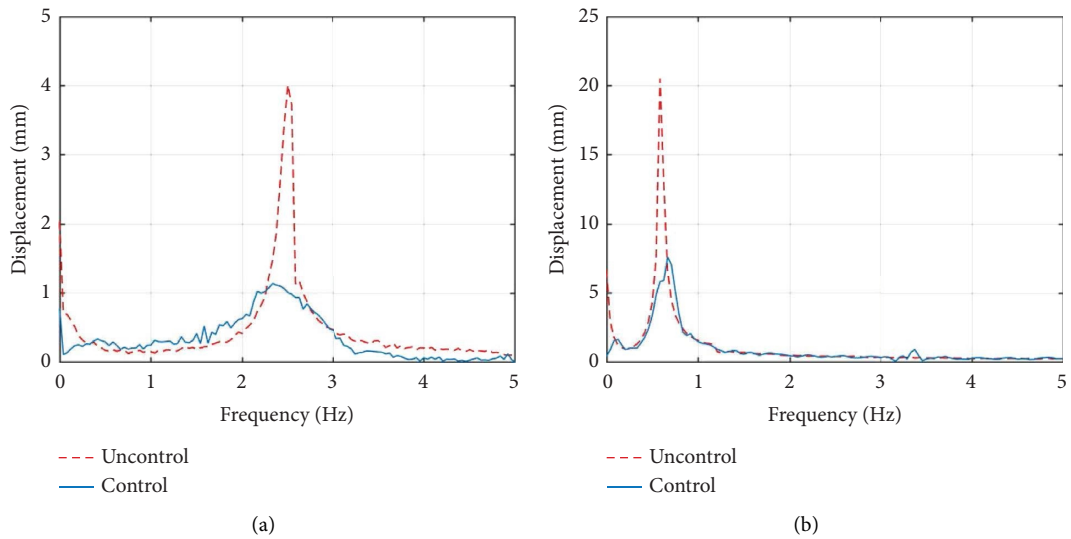 5
4
3
2
1
0
Displacement (mm)
0 1 2 3 4 5
Frequency (Hz)
Uncontrol
Control
(a)
25
20
15
10
5
0
Displacement (mm)
0 1 2 3 4 5
Frequency (Hz)
Uncontrol
Control
(b)